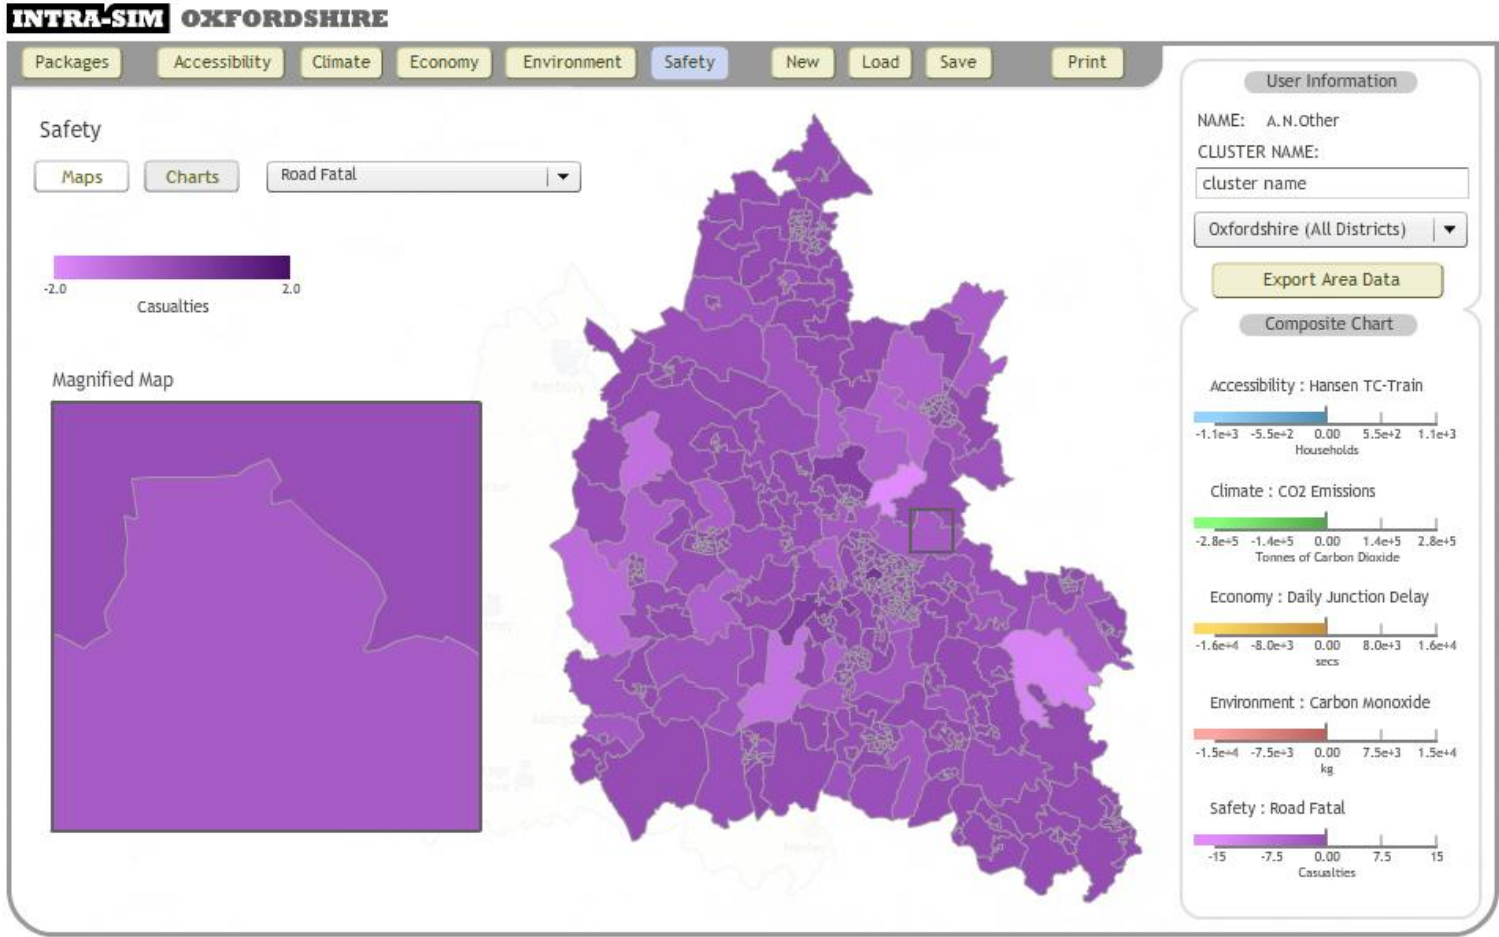 INTRA-SIM OXFORDSHIRE
Packages Accessibility Climate Economy Environment Safety New Load Save Print
Safety
Maps Charts Road Fatal
-2.0 2.0
Casualties
Magnified Map
User Information
NAME: A.N.Other
CLUSTER NAME:
cluster name
Oxfordshire (All Districts)
Export Area Data
Composite Chart
Accessibility : Hansen TC-Train
-1.1e+3 -5.5e+2 0.00 5.5e+2 1.1e+3
Households
Climate : CO2 Emissions
-2.8e+5 -1.4e+5 0.00 1.4e+5 2.8e+5
Tonnes of Carbon Dioxide
Economy : Daily Junction Delay
-1.6e+4 -8.0e+3 0.00 8.0e+3 1.6e+4
secs
Environment : Carbon Monoxide
-1.5e+4 -7.5e+3 0.00 7.5e+3 1.5e+4
kg
Safety : Road Fatal
-15 -7.5 0.00 7.5 15
Casualties